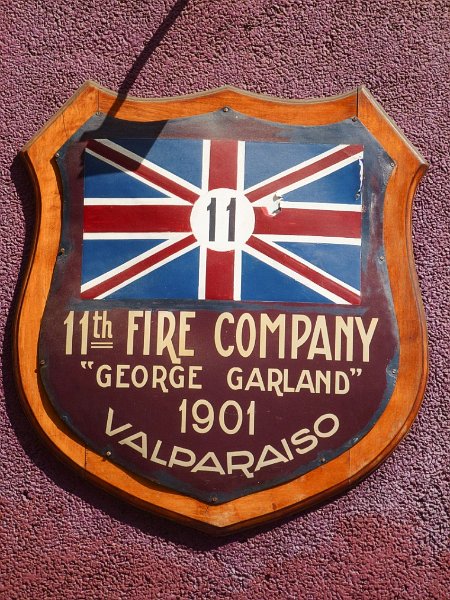 11
11th FIRE COMPANY
"GEORGE GARLAND"
1901
VALPARAISO